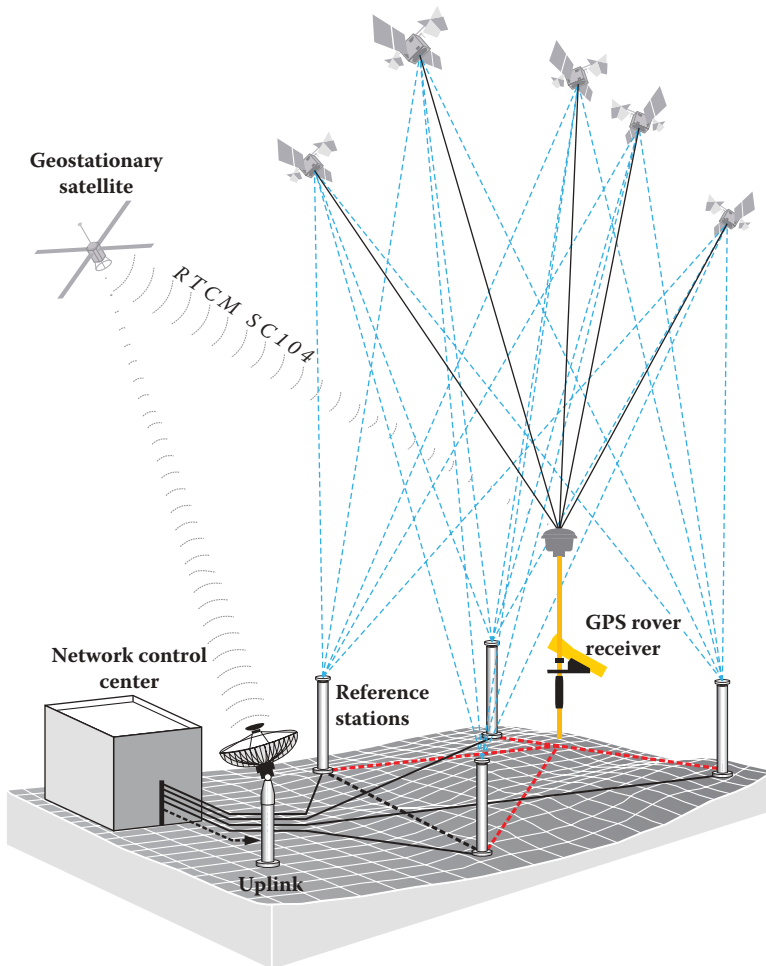 Geostationary
satellite
RTCM SC104
GPS rover
receiver
Network control
center
Reference
stations
Uplink